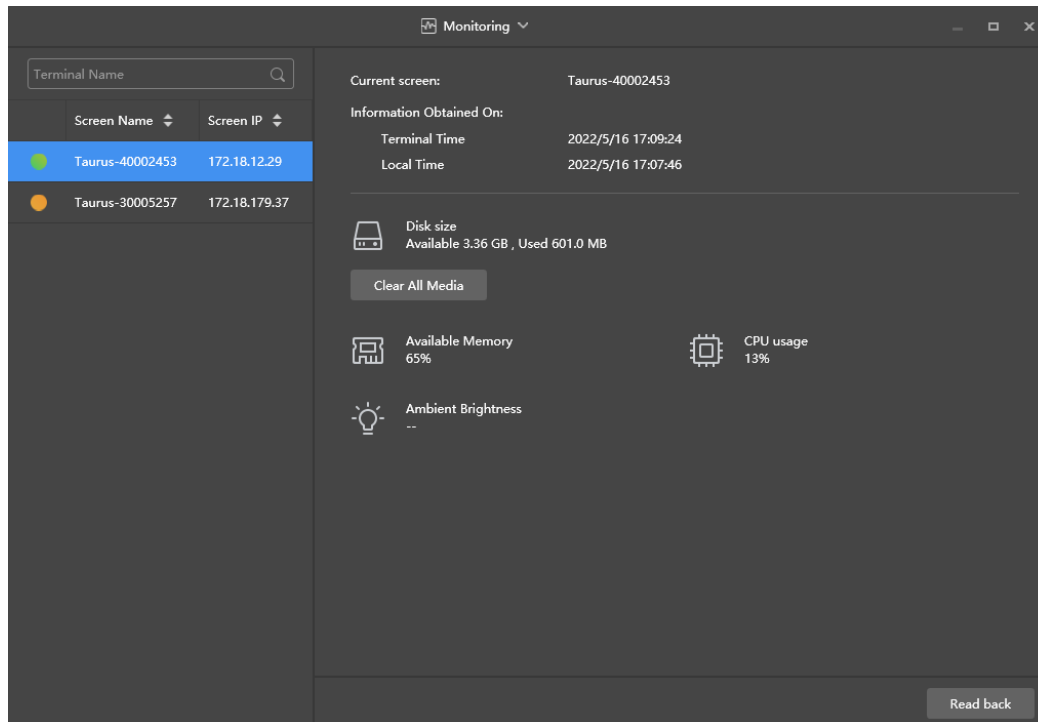 Monitoring
Terminal Name
Screen Name Screen IP
Taurus-40002453 172.18.12.29
Taurus-30005257 172.18.179.37
Current screen: Taurus-40002453
Information Obtained On:
Terminal Time 2022/5/16 17:09:24
Local Time 2022/5/16 17:07:46
Disk size
Available 3.36 GB , Used 601.0 MB
Clear All Media
Available Memory
65%
CPU usage
13%
Ambient Brightness
--
Read back